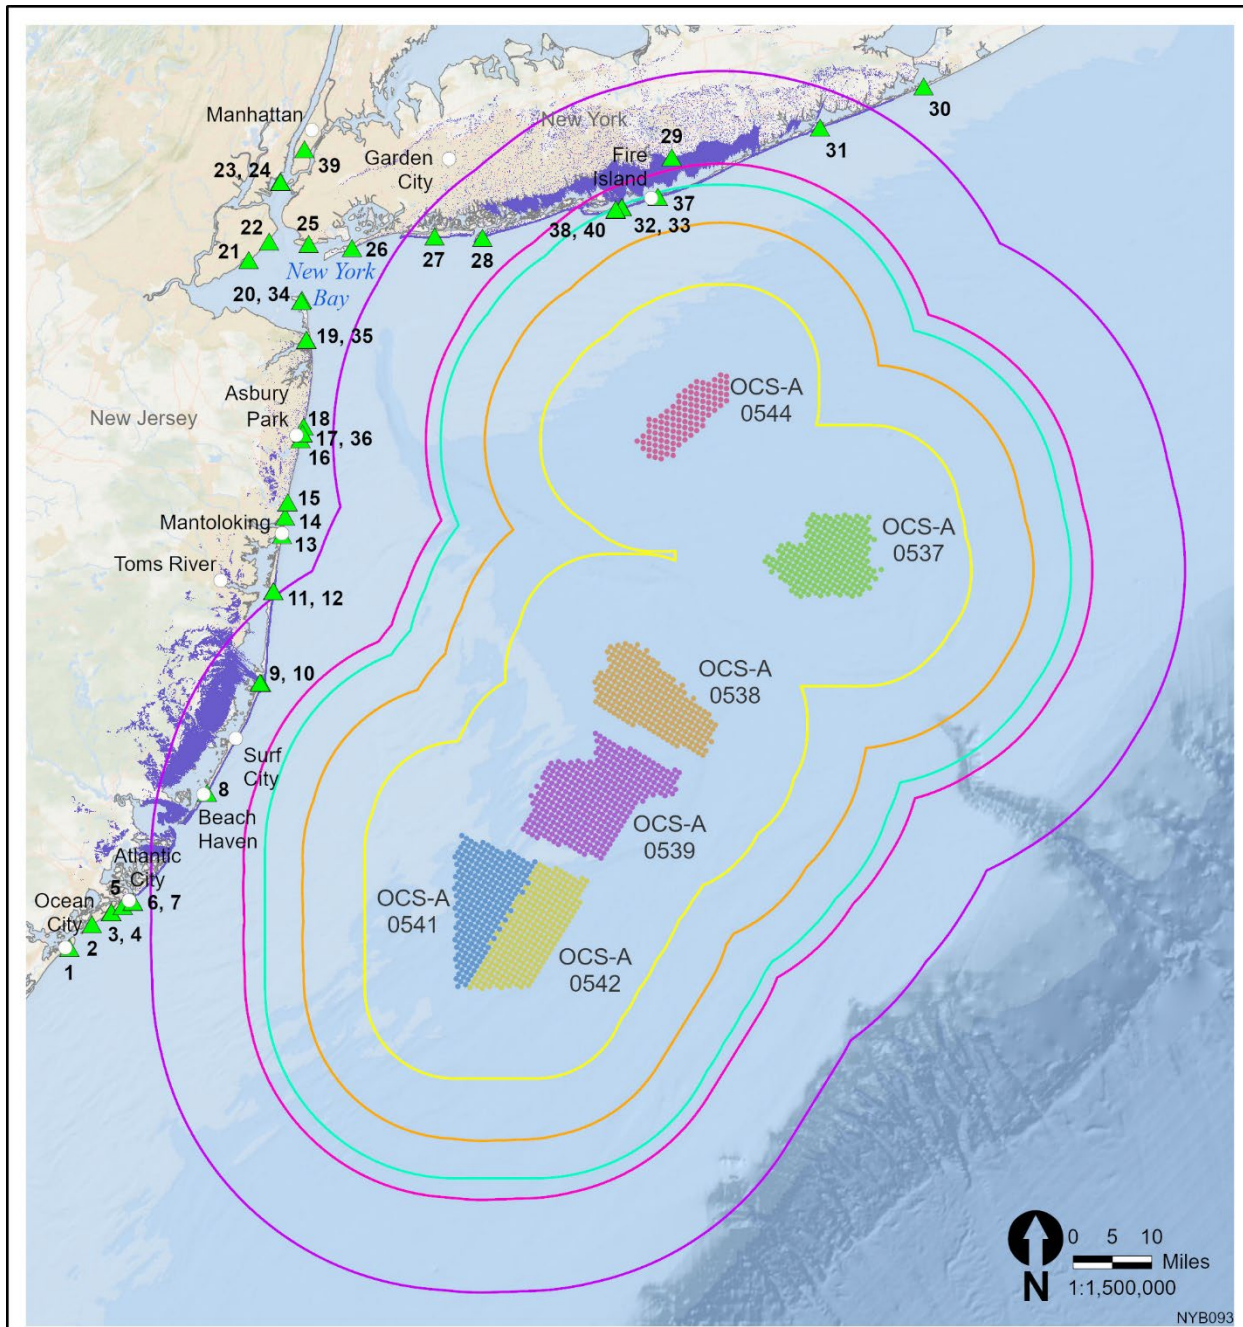 30
Manhattan
New York
29
31
Garden
City
Fire
Island
23, 24
39
37
38, 40
32, 33
22
25
21
26
27
28
New York
Bay
20, 34
19, 35
Asbury
Park
New Jersey
OCS-A
0544
18
17, 36
16
15
Mantoloking
14
13
OCS-A
0537
Toms River
11, 12
OCS-A
0538
9, 10
Surf
City
8
Beach
Haven
OCS-A
0539
Atlantic
City
5
6, 7
Ocean
City
OCS-A
0541
3, 4
2
1
OCS-A
0542
N
0 5 10
Miles
1:1,500,000
NYB093